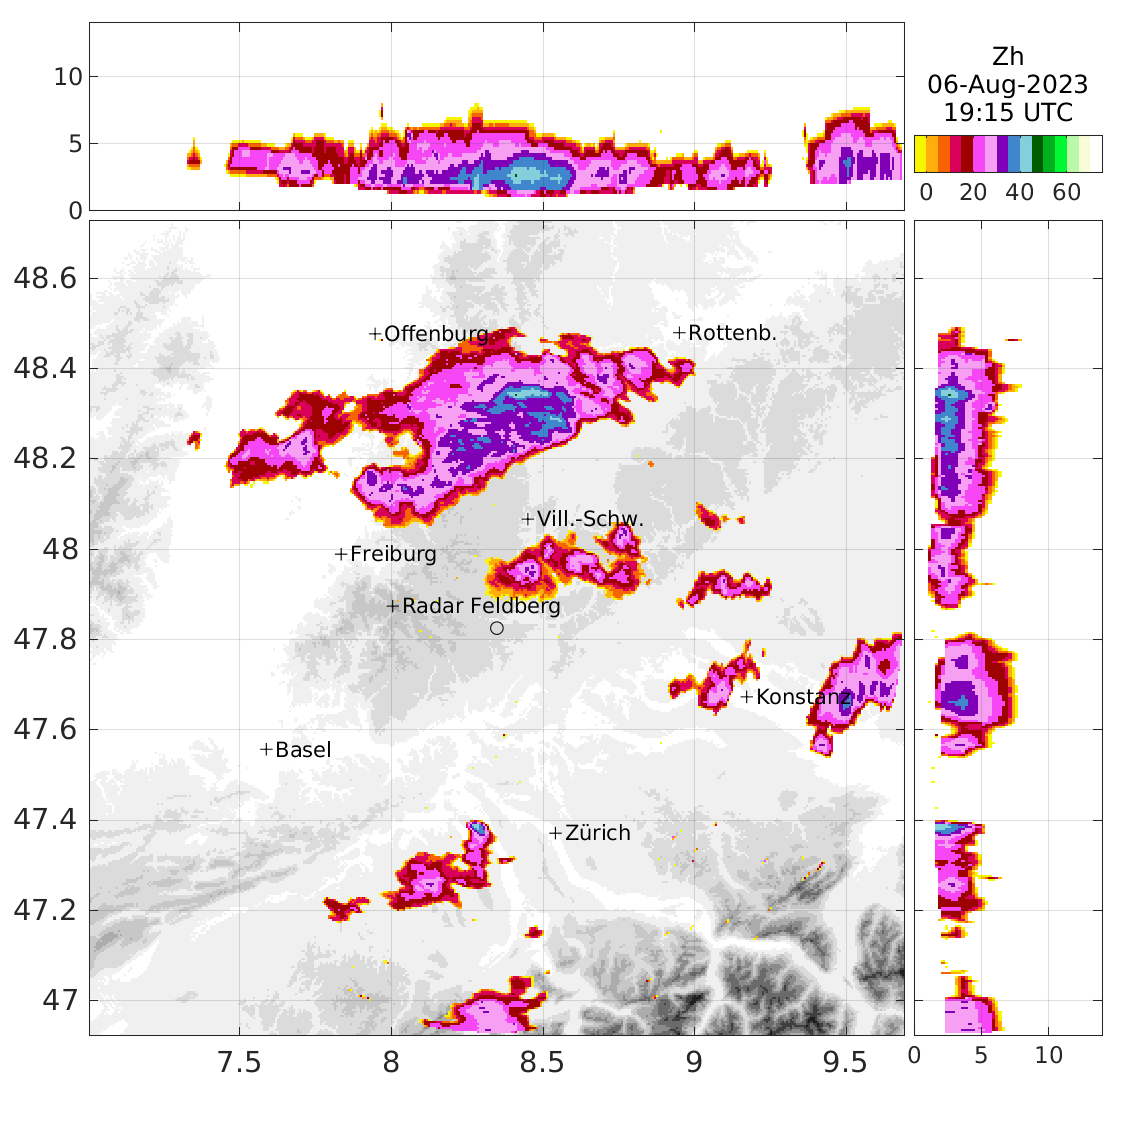 10
5
0
Zh
06-Aug-2023
19:15 UTC
0 20 40 60
48.6
48.4
48.2
48
47.8
47.6
47.4
47.2
47
Offenburg
Rottenb.
Vill.-Schw.
Freiburg
Radar Feldberg
Konstanz
Basel
Zürich
7.5 8 8.5 9 9.5
0 5 10